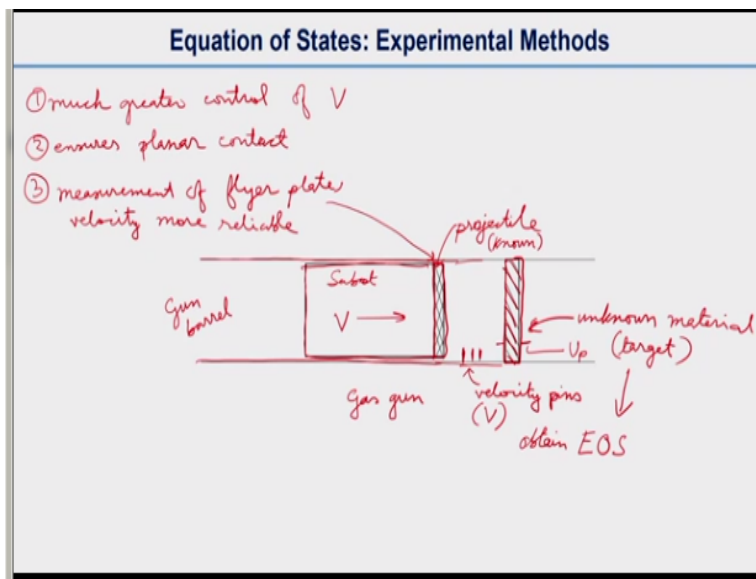 Equation of States: Experimental Methods
① much greater control of V
② ensures planar contact
③ measurement of flyer plate
velocity more reliable
projectile
(known)
Sabot
Gun
barrel
V
unknown material
(target)
Up
velocity pins
(V)
Gas gun
obtain EOS